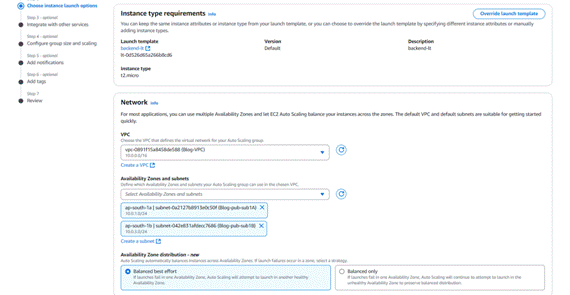 Choose instance launch options
Step 3 - optional
Integrate with other services
Step 4 - optional
Configure group size and scaling
Step 5 - optional
Add notifications
Step 6 - optional
Add tags
Step 7
Review
Instance type requirements Info
Override launch template
You can keep the same instance attributes or instance type from your launch template, or you can choose to override the launch template by specifying different instance attributes or manually
adding instance types.
Launch template
Version
Description
backend-lt
Default
backend-lt
lt-0d526d65a266b8cd6
Instance type
t2.micro
Network Info
For most applications, you can use multiple Availability Zones and let EC2 Auto Scaling balance your instances across the zones. The default VPC and default subnets are suitable for getting started
quickly.
VPC
Choose the VPC that defines the virtual network for your Auto Scaling group.
vpc-0891f15a8458de588 (Blog-VPC)
10.0.0.0/16
Create a VPC
Availability Zones and subnets
Define which Availability Zones and subnets your Auto Scaling group can use in the chosen VPC.
Select Availability Zones and subnets
ap-south-1a | subnet-0a212768913e0c50f (Blog-pub-sub1A)
10.0.1.0/24
ap-south-1b | subnet-042e831afdecc7686 (Blog-pub-sub1B)
Create a subnet
Availability Zone distribution - new
Auto Scaling automatically balances instances across Availability Zones. If launch failures occur in a zone, select a strategy.
Balanced best effort
If launches fail in one Availability Zone, Auto Scaling will attempt to launch in another healthy
Availability Zone.
Balanced only
If launches fail in one Availability Zone, Auto Scaling will continue to attempt to launch in the
unhealthy Availability Zone to preserve balanced distribution.